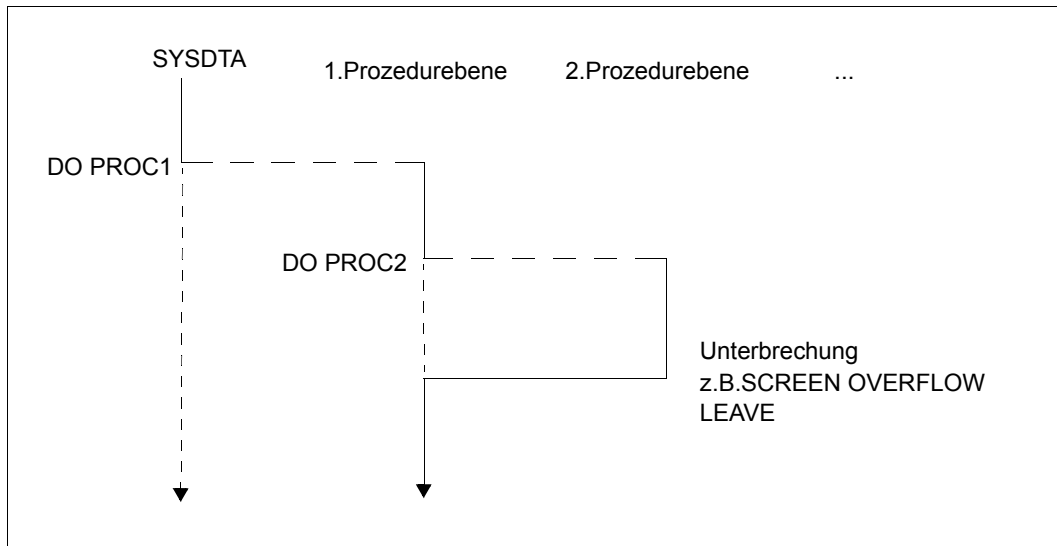 SYSDTA
1.Prozedurebene
2.Prozedurebene
...
DO PROC1
DO PROC2
Unterbrechung
z.B.SCREEN OVERFLOW
LEAVE